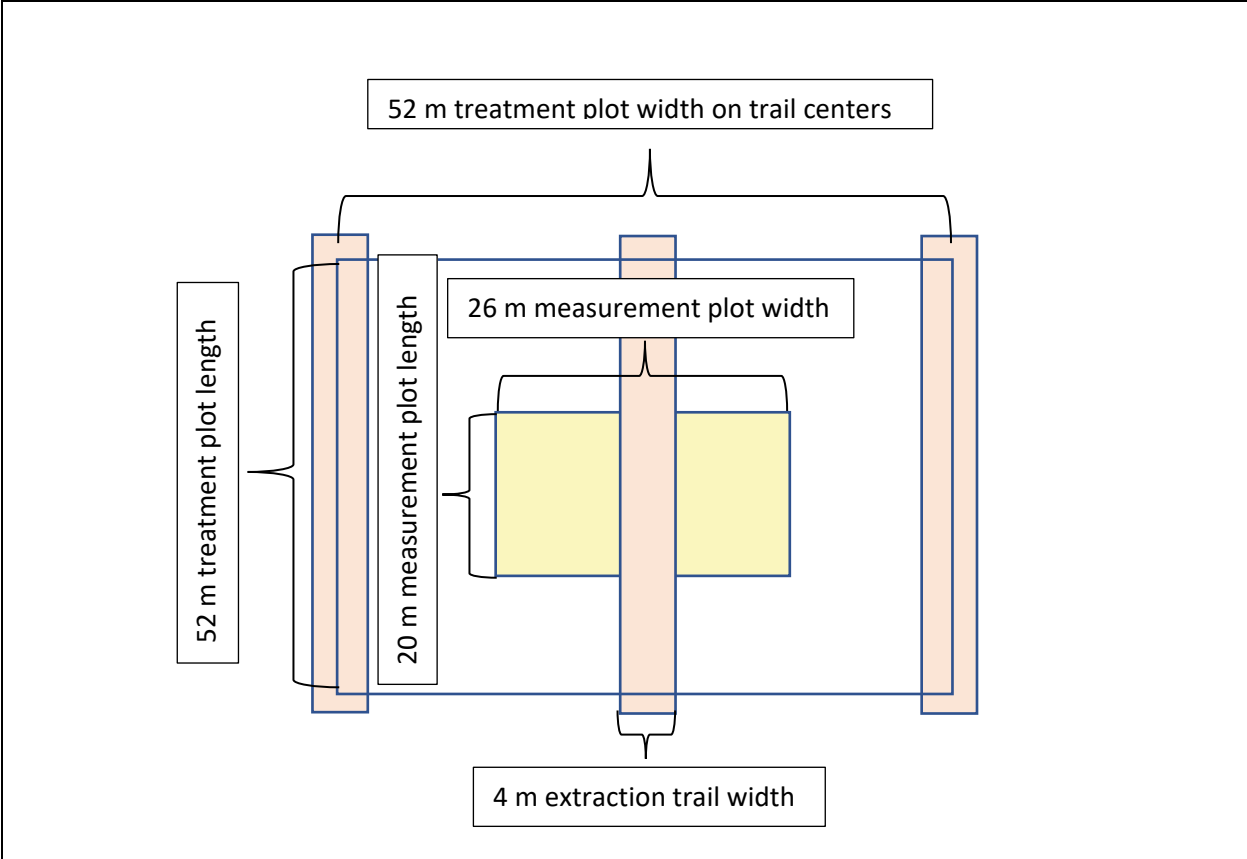 52 m treatment plot width on trail centers
26 m measurement plot width
52 m treatment plot length
20 m measurement plot length
4 m extraction trail width